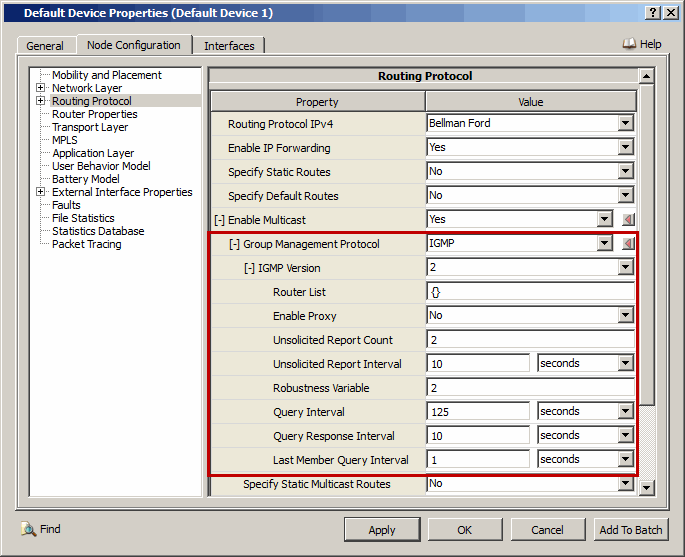 Default Device Properties (Default Device 1)
General Node Configuration Interfaces Help
Mobility and Placement
Network Layer
Routing Protocol
Router Properties
Transport Layer
MPLS
Application Layer
User Behavior Model
Battery Model
External Interface Properties
Faults
File Statistics
Statistics Database
Packet Tracing
Routing Protocol
Property Value
Routing Protocol IPv4 Bellman Ford
Enable IP Forwarding Yes
Specify Static Routes No
Specify Default Routes No
[-] Enable Multicast Yes
[-] Group Management Protocol IGMP
[-] IGMP Version 2
Router List {}
Enable Proxy No
Unsolicited Report Count 2
Unsolicited Report Interval 10 seconds
Robustness Variable 2
Query Interval 125 seconds
Query Response Interval 10 seconds
Last Member Query Interval 1 seconds
Specify Static Multicast Routes No
Find Apply OK Cancel Add To Batch